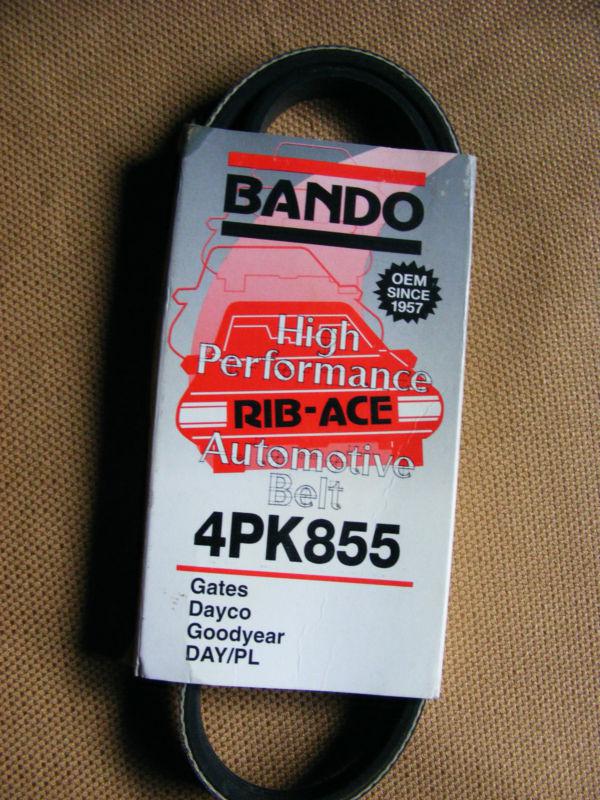 BANDO
OEM
SINCE
1957
High
Performance
RIB-ACE
Automotive
Belt
4PK855
Gates
Dayco
Goodyear
DAY/PL